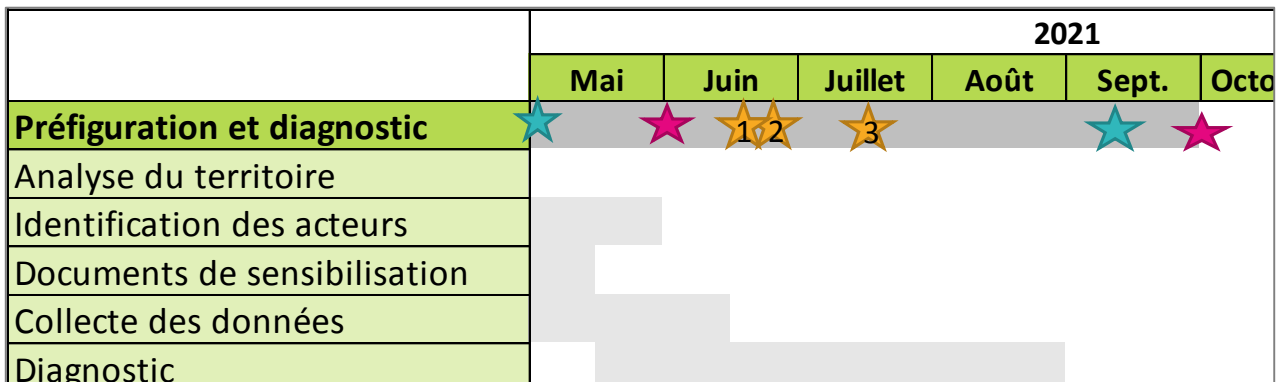 2021
Mai Juin Juillet Août Sept. Octo
Préfiguration et diagnostic 1 2 3
Analyse du territoire
Identification des acteurs
Documents de sensibilisation
Collecte des données
Diagnostic